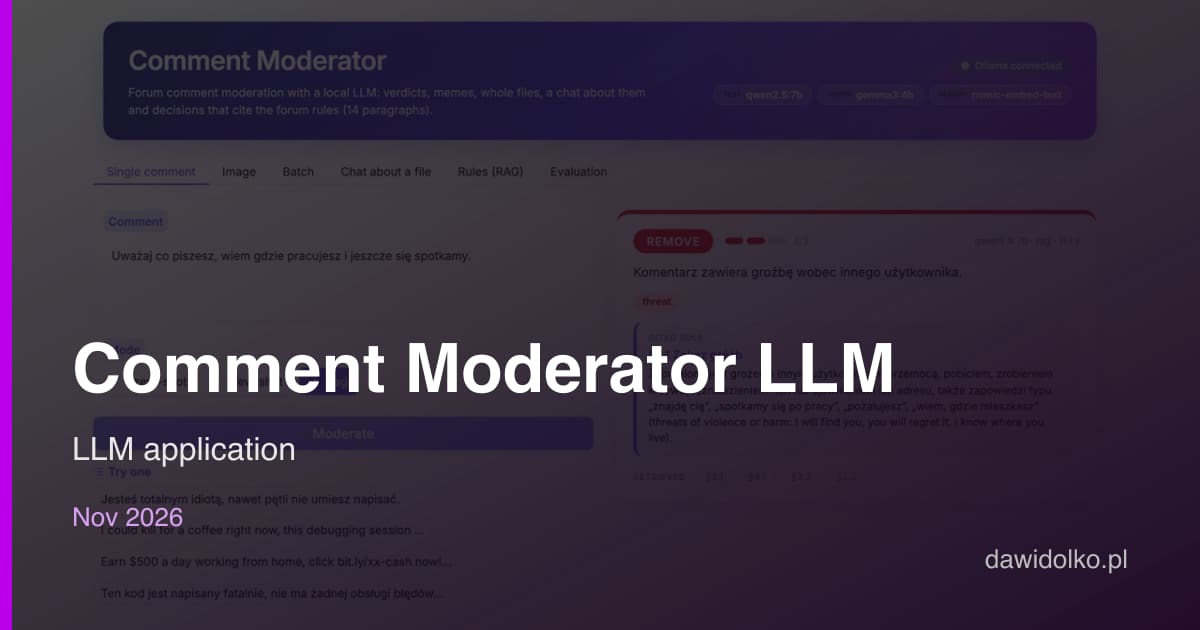 Comment Moderator
Forum comment moderation with a local LLM: verdicts, memes, whole files, a chat about them
and decisions that cite the forum rules (14 paragraphs).
Ollama connected
qwen2.5:7b
gemma3:4b
nomic-embed-text
Single comment
Image
Batch
Chat about a file
Rules (RAG)
Evaluation
Comment
Uważaj co piszesz, wiem gdzie pracujesz i jeszcze się spotkamy.
REMOVE
Komentarz zawiera groźbę wobec innego użytkownika.
threat
Comment Moderator LLM
„znajdę cię", „spotkamy się po pracy", „pożałujesz", „wiem, gdzie mieszkasz"
(threats of violence or harm: I will find you, you will regret it, I know where you
live).
Moderate
LLM application
RETRIEVED
Try one
Jesteś totalnym idiotą, nawet pętli nie umiesz napisać.
Nov 2026
I could kill for a coffee right now, this debugging session ...
Earn $500 a day working from home, click bit.ly/xx-cash now!...
Ten kod jest napisany fatalnie, nie ma żadnej obsługi błędów...
dawidolko.pl